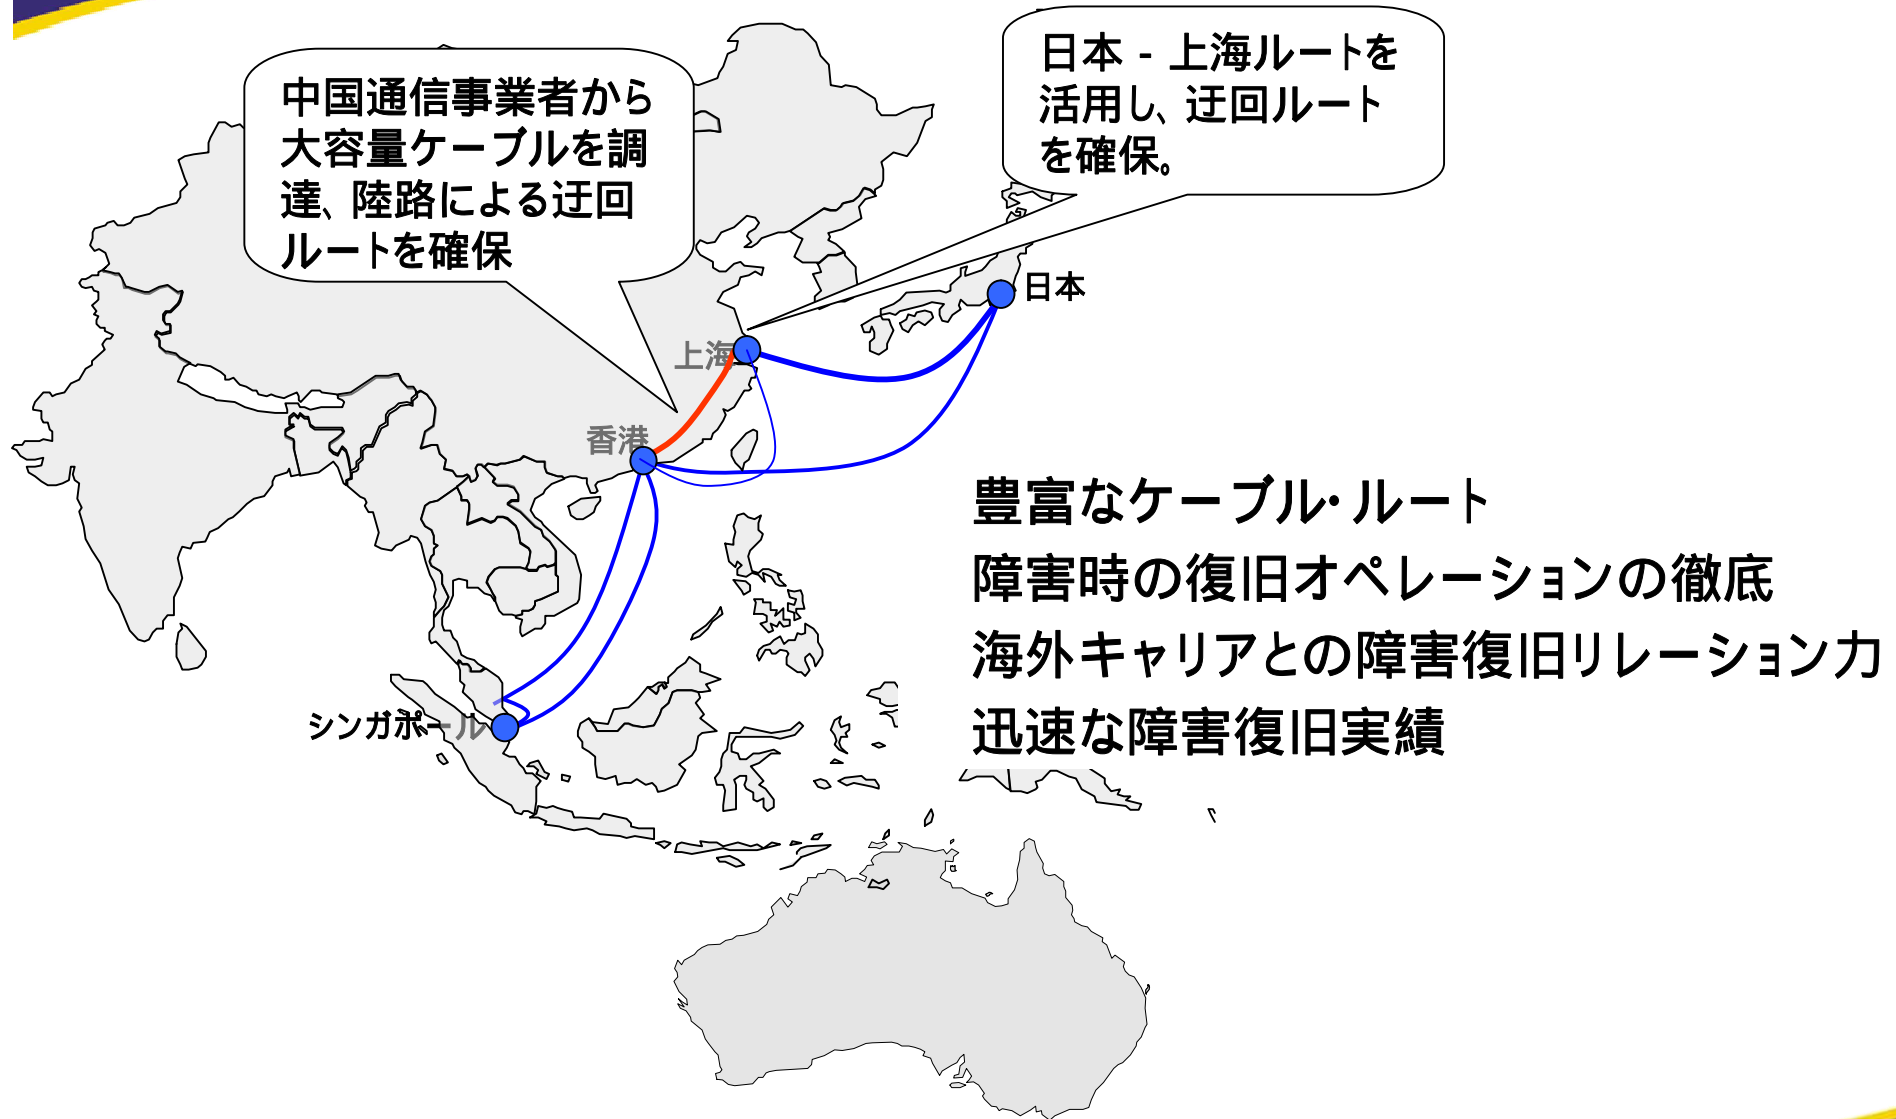 中国通信事業者から
大容量ケーブルを調
達、陸路による迂回
ルートを確保
日本 - 上海ルートを
活用し、迂回ルート
を確保。
日本
上海
香港
シンガポール
豊富なケーブル・ルート
障害時の復旧オペレーションの徹底
海外キャリアとの障害復旧リレーション力
迅速な障害復旧実績